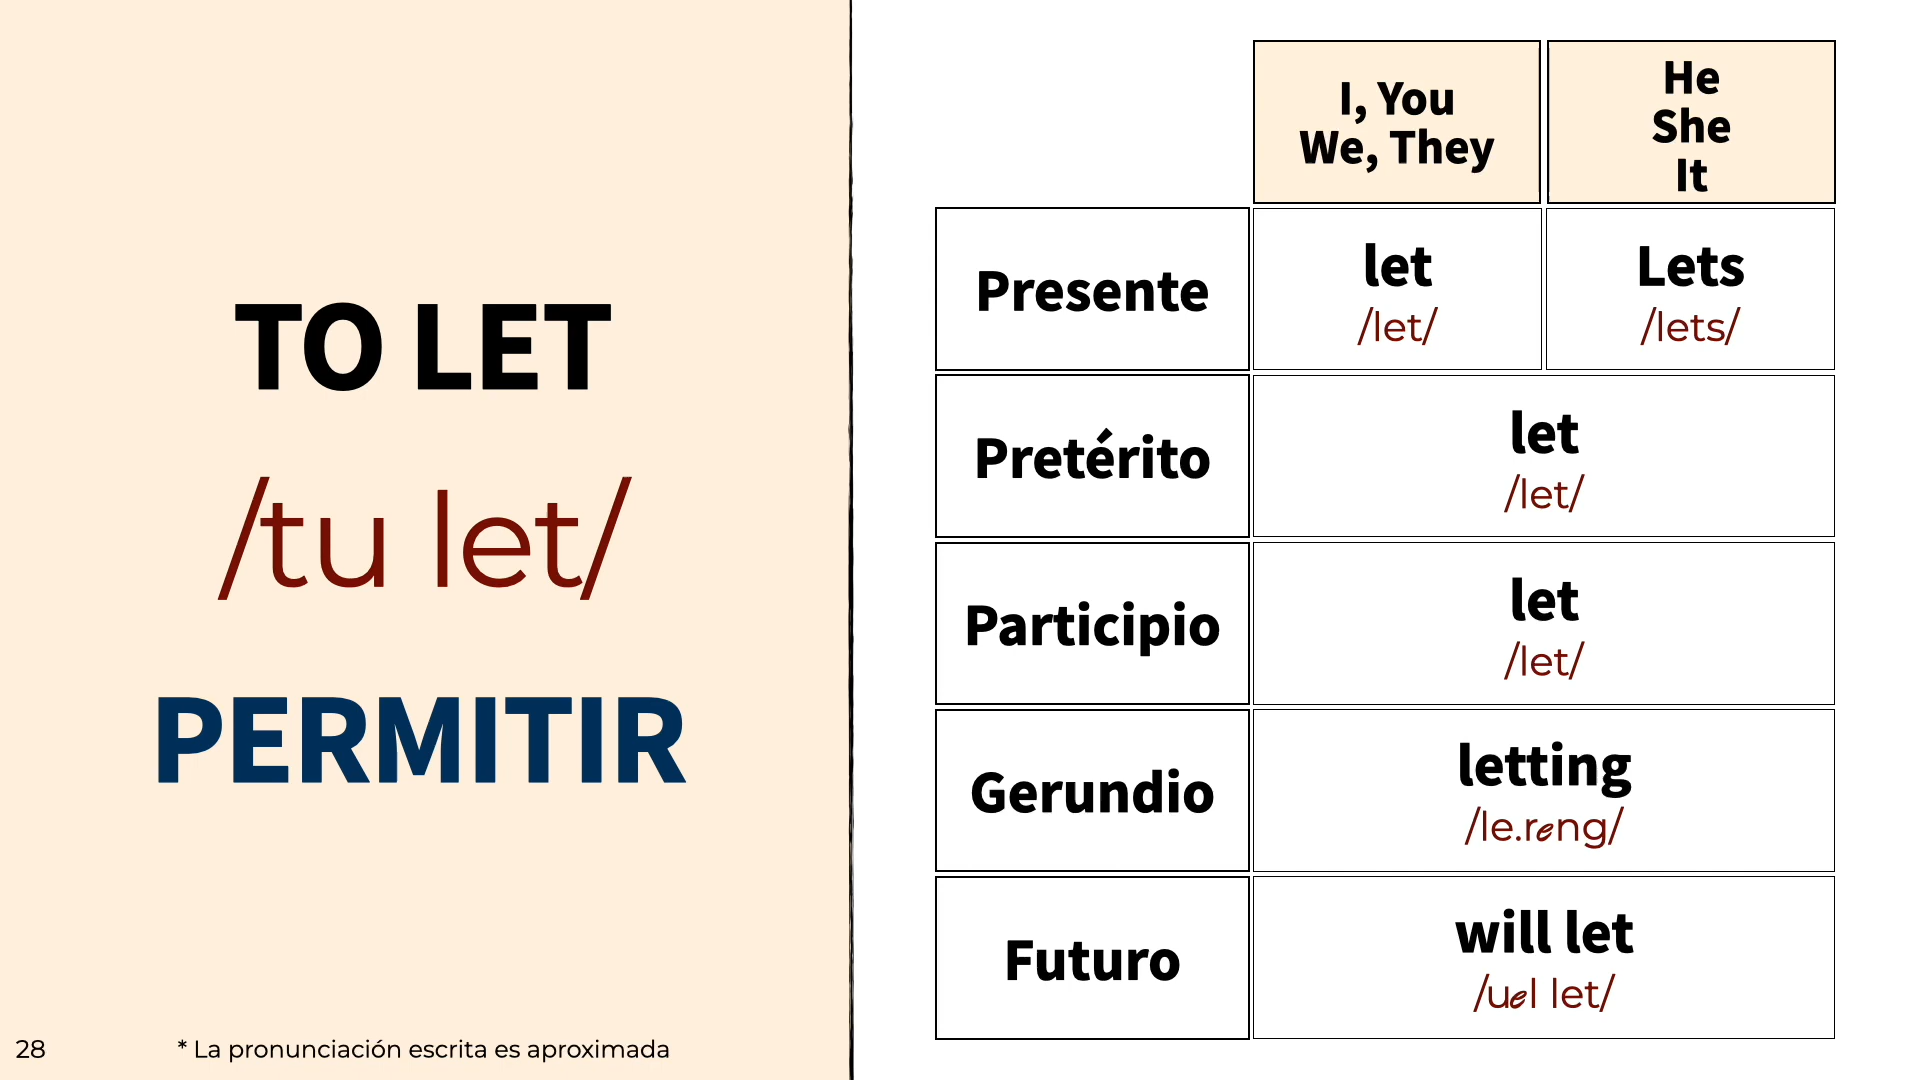 TO LET
/tu let/
PERMITIR
28
* La pronunciación escrita es aproximada
I, You
We, They
He
She
It
Presente
let
/let/
Lets
/lets/
Pretérito
let
/let/
Participio
let
/let/
Gerundio
letting
/le.reng/
Futuro
will let
/uel let/